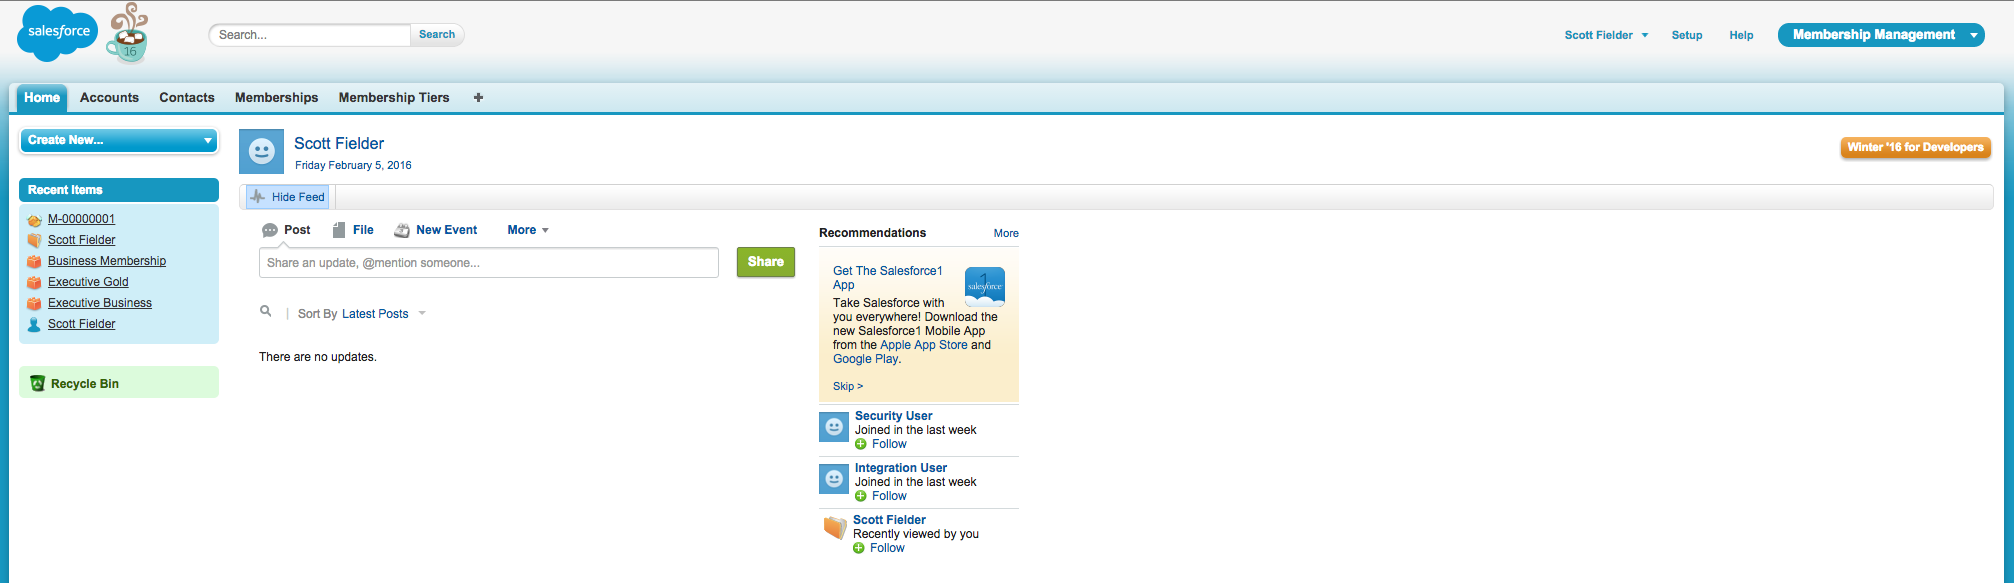 salesforce
16
Search...
Search
Scott Fielder
Setup
Help
Membership Management
Home
Accounts
Contacts
Memberships
Membership Tiers
+
Create New...
Recent Items
M-00000001
Scott Fielder
Business Membership
Executive Gold
Executive Business
Scott Fielder
Recycle Bin
Scott Fielder
Friday February 5, 2016
Winter '16 for Developers
Hide Feed
Post
File
New Event
More
Share an update, @mention someone...
Share
Sort By Latest Posts
There are no updates.
Recommendations
More
Get The Salesforce1
App
1
salesforce
Take Salesforce with
you everywhere! Download the
new Salesforce1 Mobile App
from the Apple App Store and
Google Play.
Skip >
Security User
Joined in the last week
Follow
Integration User
Joined in the last week
Follow
Scott Fielder
Recently viewed by you
Follow